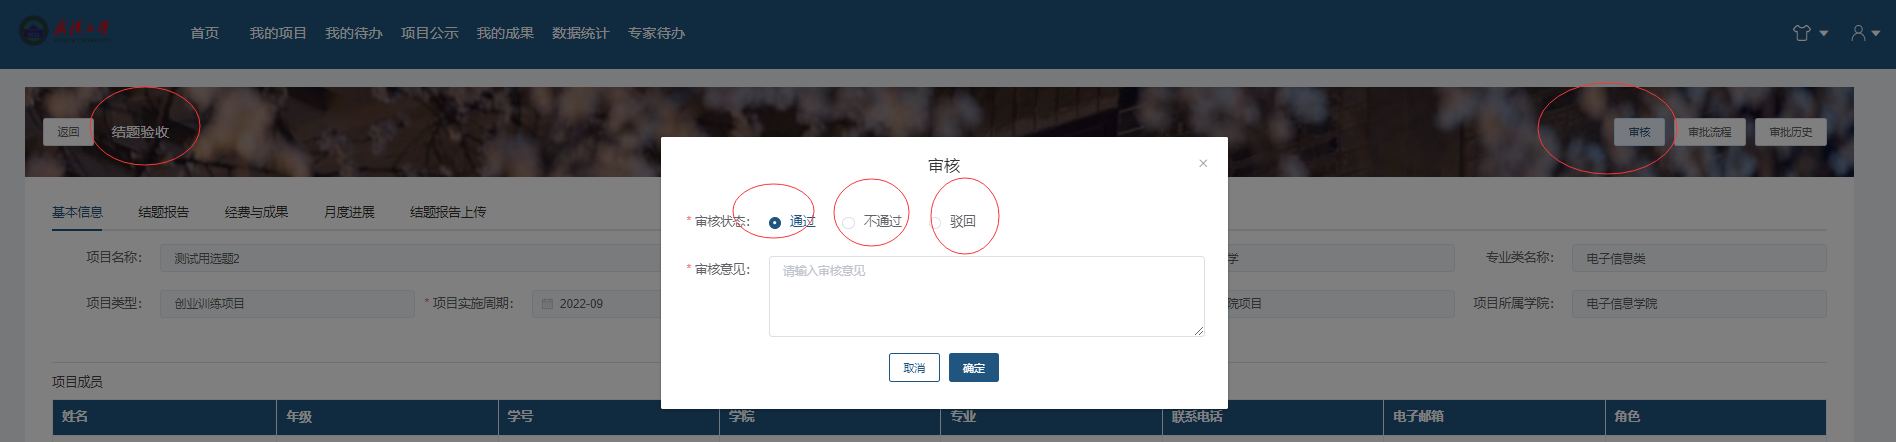 首页 我的项目 我的待办 项目公示 我的成果 数据统计 专家待办
返回 结题验收 审核 审批流程 审批历史
审核
基本信息 结题报告 经费与成果 月度进展 结题报告上传
* 审核状态： 通过 不通过 驳回
项目名称： 测试用选题2 学 专业类名称： 电子信息类
* 审核意见： 请输入审核意见
项目类型： 创业训练项目 * 项目实施周期： 2022-09 院项目 项目所属学院： 电子信息学院
取消 确定
项目成员
姓名 年级 学号 学院 专业 联系电话 电子邮箱 角色